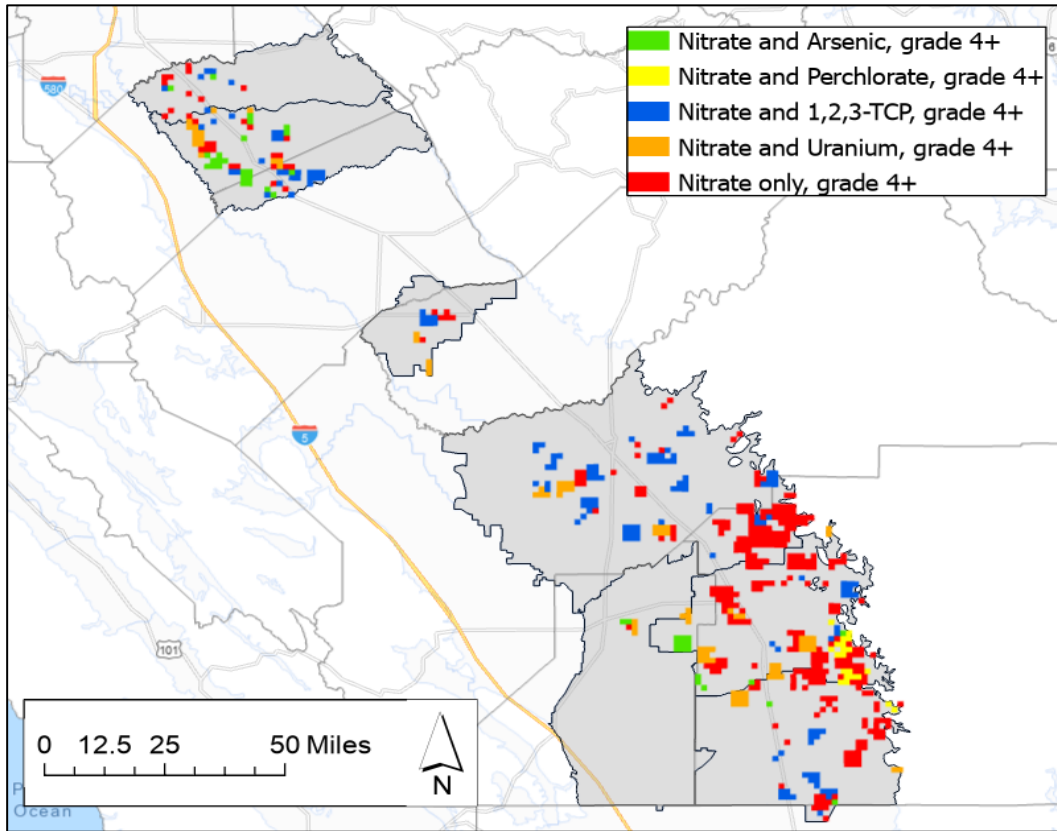 Nitrate and Arsenic, grade 4+
Nitrate and Perchlorate, grade 4+
Nitrate and 1,2,3-TCP, grade 4+
Nitrate and Uranium, grade 4+
Nitrate only, grade 4+
580
6
5
101
0 12.5 25 50 Miles
N
Ocean